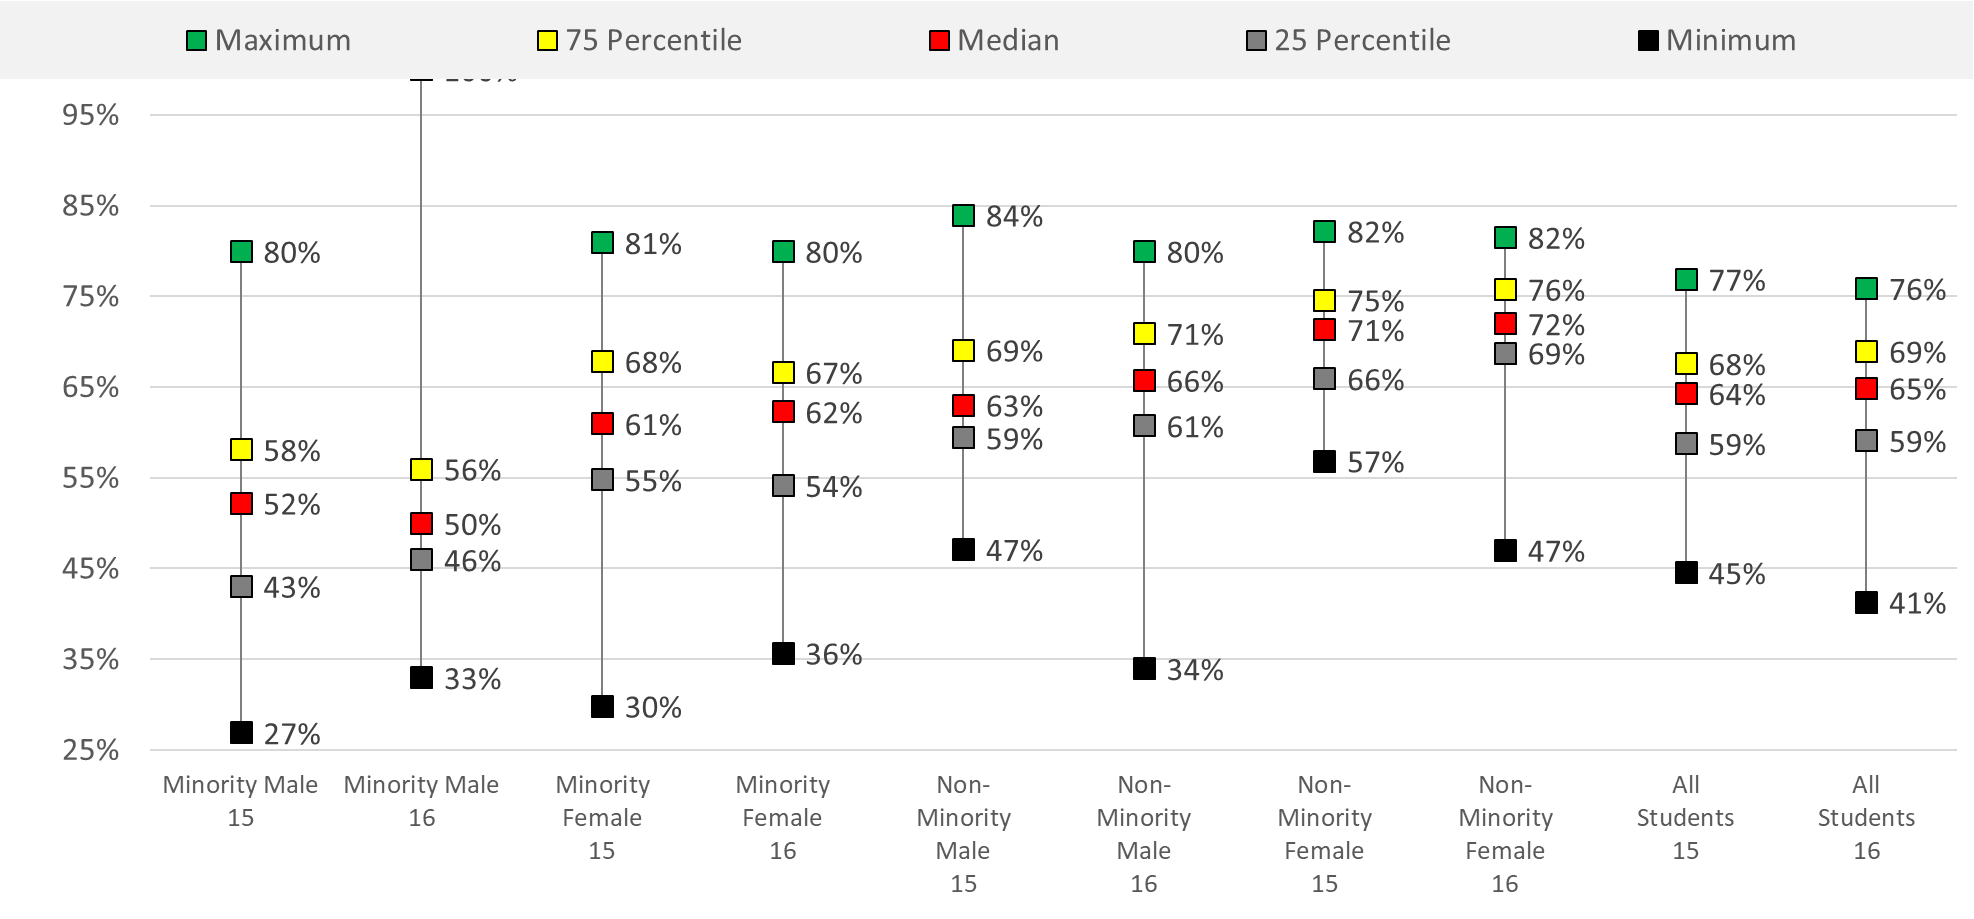 Maximum 75 Percentile Median 25 Percentile Minimum
95%
85%
75%
65%
55%
45%
35%
25%
80%
58%
52%
43%
27%
56%
50%
46%
33%
81%
68%
61%
55%
30%
80%
67%
62%
54%
36%
84%
69%
63%
59%
47%
80%
71%
66%
61%
34%
82%
75%
71%
66%
57%
82%
76%
72%
69%
47%
77%
68%
64%
59%
45%
76%
69%
65%
59%
41%
Minority Male
15
Minority Male
16
Minority
Female
15
Minority
Female
16
Non-
Minority
Male
15
Non-
Minority
Male
16
Non-
Minority
Female
15
Non-
Minority
Female
16
All
Students
15
All
Students
16